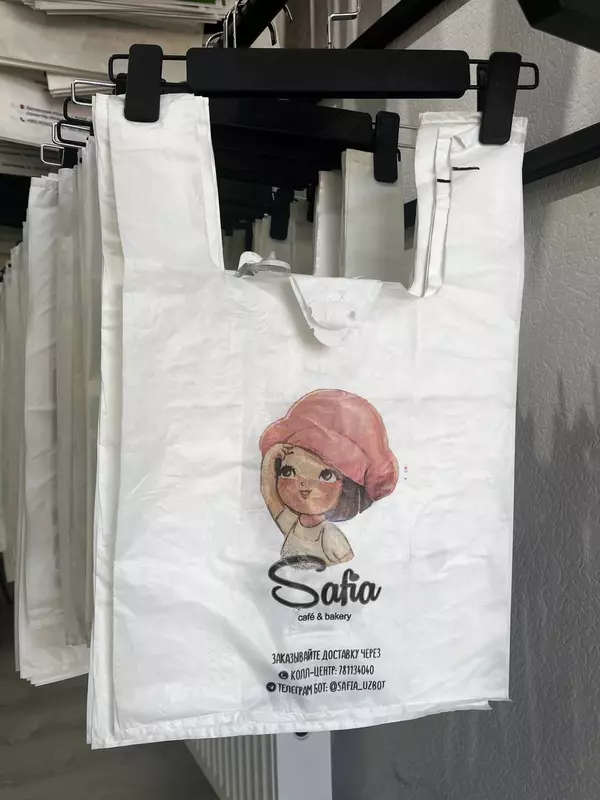 Safia
café & bakery
ЗАКАЗЫВАЙТЕ ДОСТАВКУ ЧЕРЕЗ
КОЛЛ-ЦЕНТР: 781134040
ТЕЛЕГРАМ БОТ: @SAFIA_UZBOT